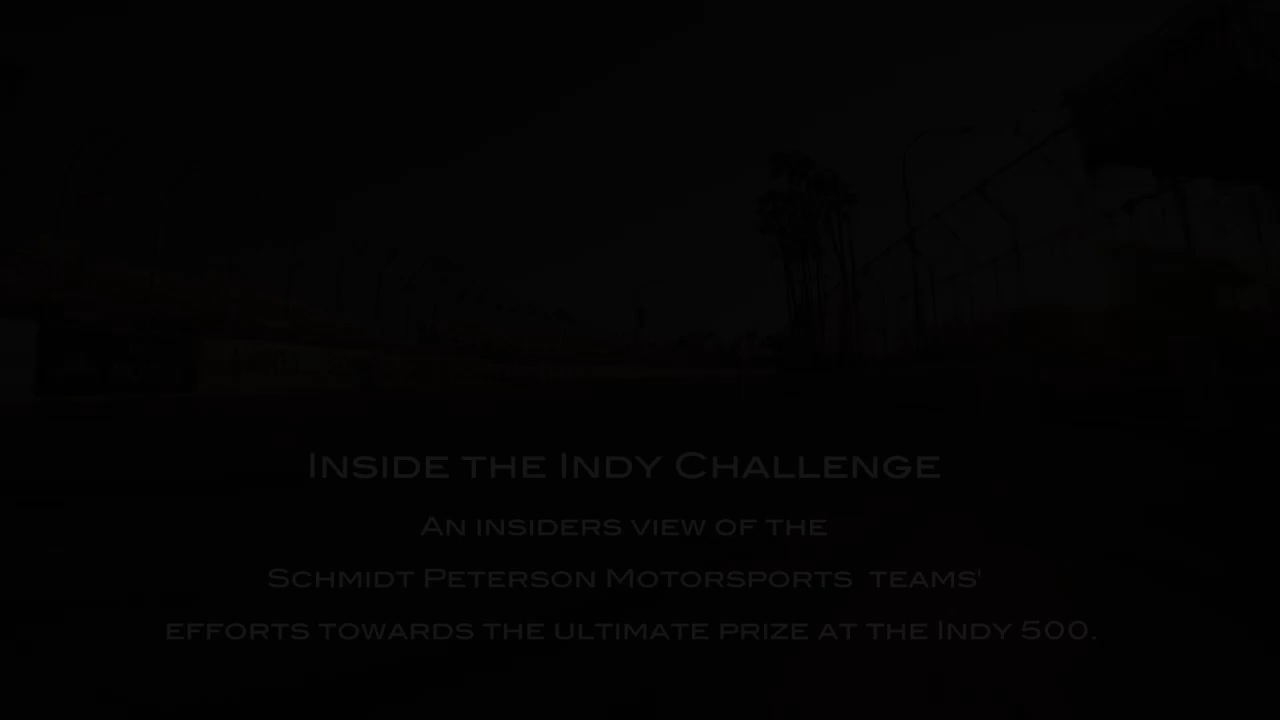 Inside the Indy Challenge
An insiders view of the
Schmidt Peterson Motorsports teams'
efforts towards the ultimate prize at the Indy 500.